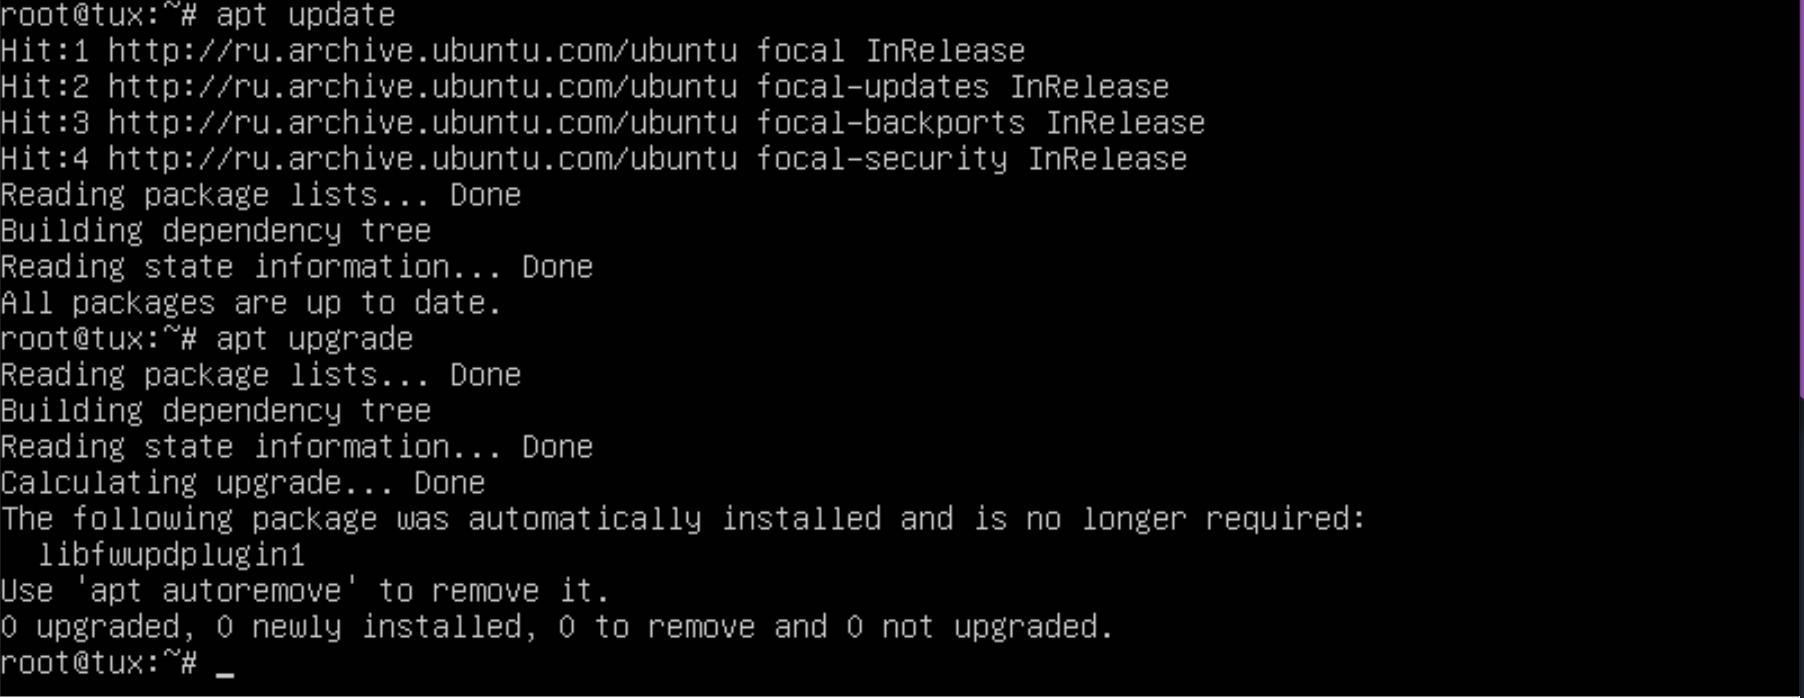 root@tux:~# apt update
Hit:1 http://ru.archive.ubuntu.com/ubuntu focal InRelease
Hit:2 http://ru.archive.ubuntu.com/ubuntu focal-updates InRelease
Hit:3 http://ru.archive.ubuntu.com/ubuntu focal-backports InRelease
Hit:4 http://ru.archive.ubuntu.com/ubuntu focal-security InRelease
Reading package lists... Done
Building dependency tree
Reading state information... Done
All packages are up to date.
root@tux:~# apt upgrade
Reading package lists... Done
Building dependency tree
Reading state information... Done
Calculating upgrade... Done
The following package was automatically installed and is no longer required:
  libfwupdplugin1
Use 'apt autoremove' to remove it.
0 upgraded, 0 newly installed, 0 to remove and 0 not upgraded.
root@tux:~# _